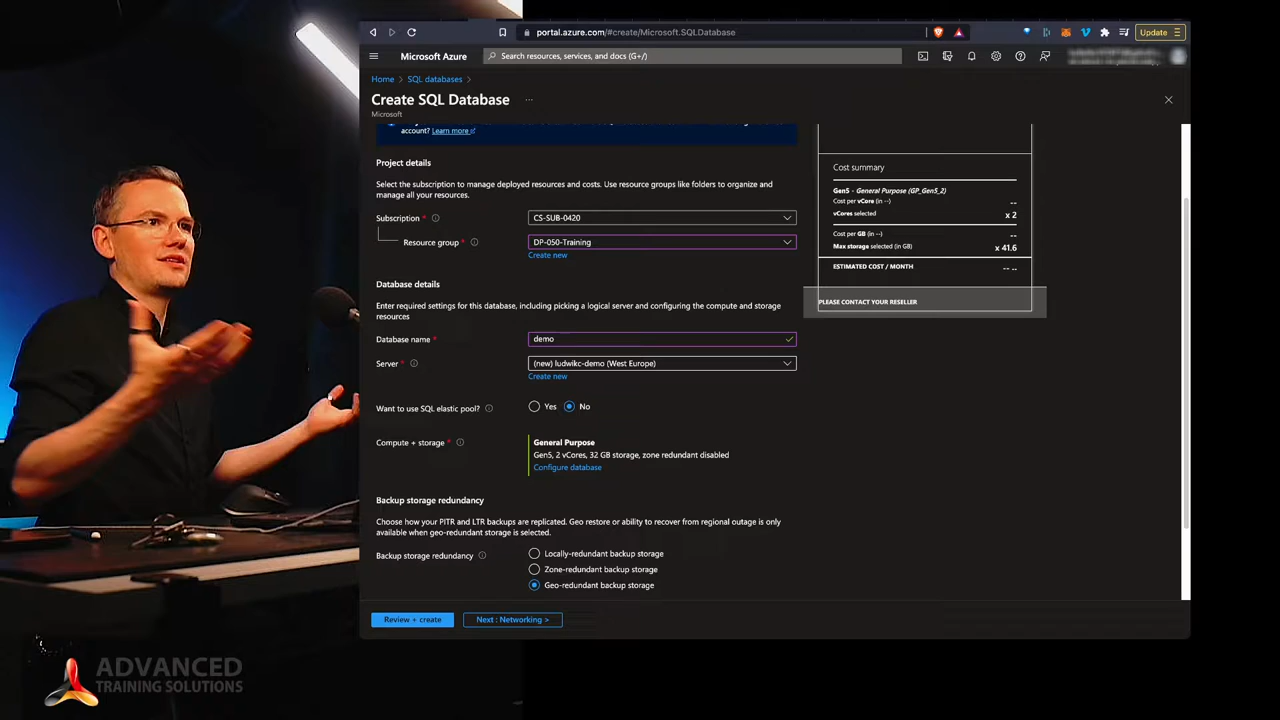 portal.azure.com/#create/Microsoft.SQLDatabase
Update
Microsoft Azure
Search resources, services, and docs (G+/)
Home > SQL databases >
Create SQL Database ...
Microsoft
account? Learn more
Project details
Select the subscription to manage deployed resources and costs. Use resource groups like folders to organize and
manage all your resources.
Subscription *
CS-SUB-0420
Resource group *
DP-050-Training
Create new
Database details
Enter required settings for this database, including picking a logical server and configuring the compute and storage
resources
Database name *
demo
Server *
(new) ludwikc-demo (West Europe)
Create new
Want to use SQL elastic pool?
Yes No
Compute + storage *
General Purpose
Gen5, 2 vCores, 32 GB storage, zone redundant disabled
Configure database
Backup storage redundancy
Choose how your PITR and LTR backups are replicated. Geo restore or ability to recover from regional outage is only
available when geo-redundant storage is selected.
Backup storage redundancy
Locally-redundant backup storage
Zone-redundant backup storage
Geo-redundant backup storage
Review + create
Next : Networking >
Cost summary
Gen5 - General Purpose (GP_Gen5_2)
Cost per vCore (in --) --
vCores selected x 2
Cost per GB (in --) --
Max storage selected (in GB) x 41.6
ESTIMATED COST / MONTH -- --
PLEASE CONTACT YOUR RESELLER
ADVANCED
TRAINING SOLUTIONS